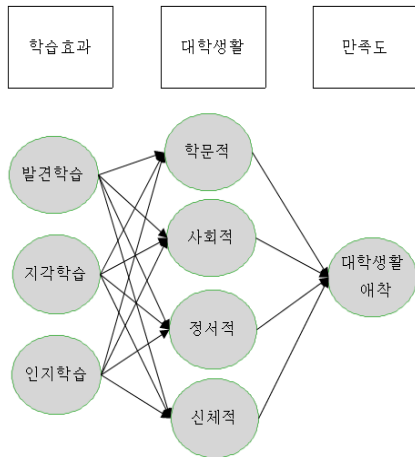 학습효과
대학생활
만족도
발견학습
지각학습
인지학습
학문적
사회적
정서적
신체적
대학생활
애착